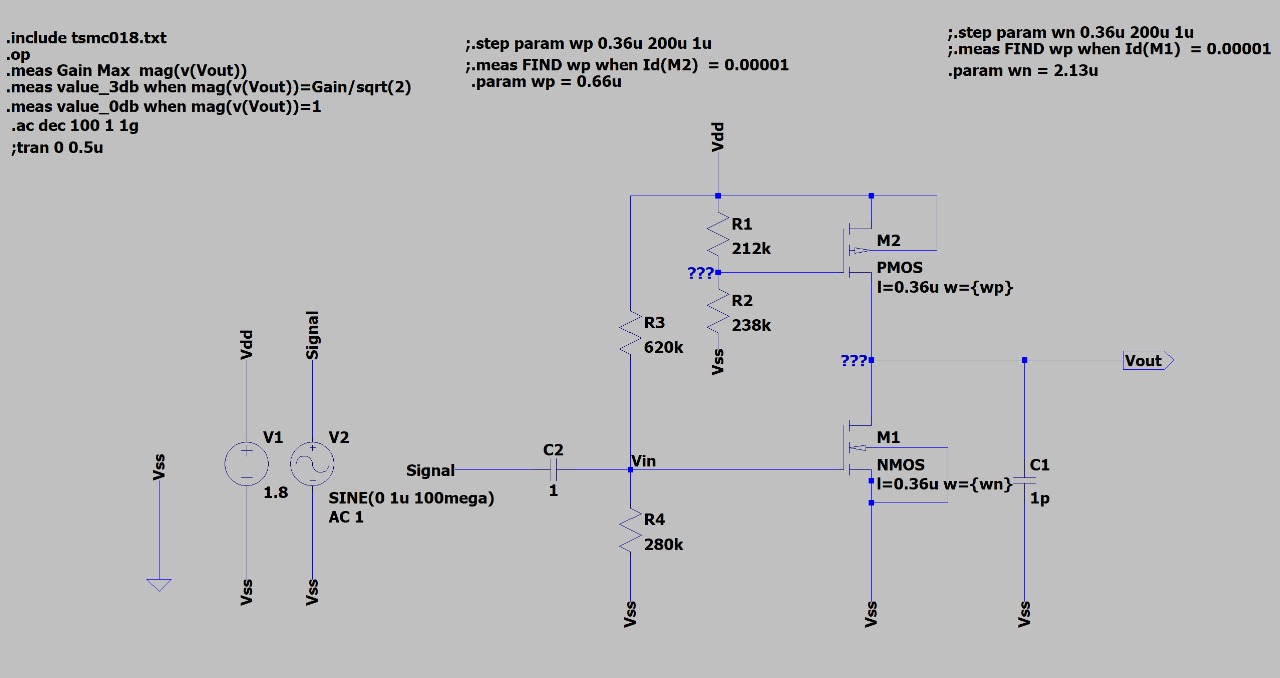 .include tsmc018.txt
.op
.meas Gain Max  mag(v(Vout))
.meas value_3db when mag(v(Vout))=Gain/sqrt(2)
.meas value_0db when mag(v(Vout))=1
.ac dec 100 1 1g
;tran 0 0.5u
;.step param wp 0.36u 200u 1u
;.meas FIND wp when Id(M2)  = 0.00001
.param wp = 0.66u
;.step param wn 0.36u 200u 1u
;.meas FIND wp when Id(M1)  = 0.00001
.param wn = 2.13u
Vdd
R1
212k
???
R2
238k
Vss
M2
PMOS
l=0.36u w={wp}
R3
620k
???
Vout
Vdd
Signal
V1
1.8
V2
SINE(0 1u 100mega)
AC 1
Vss
Vss
Vss
Signal
C2
1
Vin
M1
NMOS
l=0.36u w={wn}
C1
1p
R4
280k
Vss
Vss
Vss